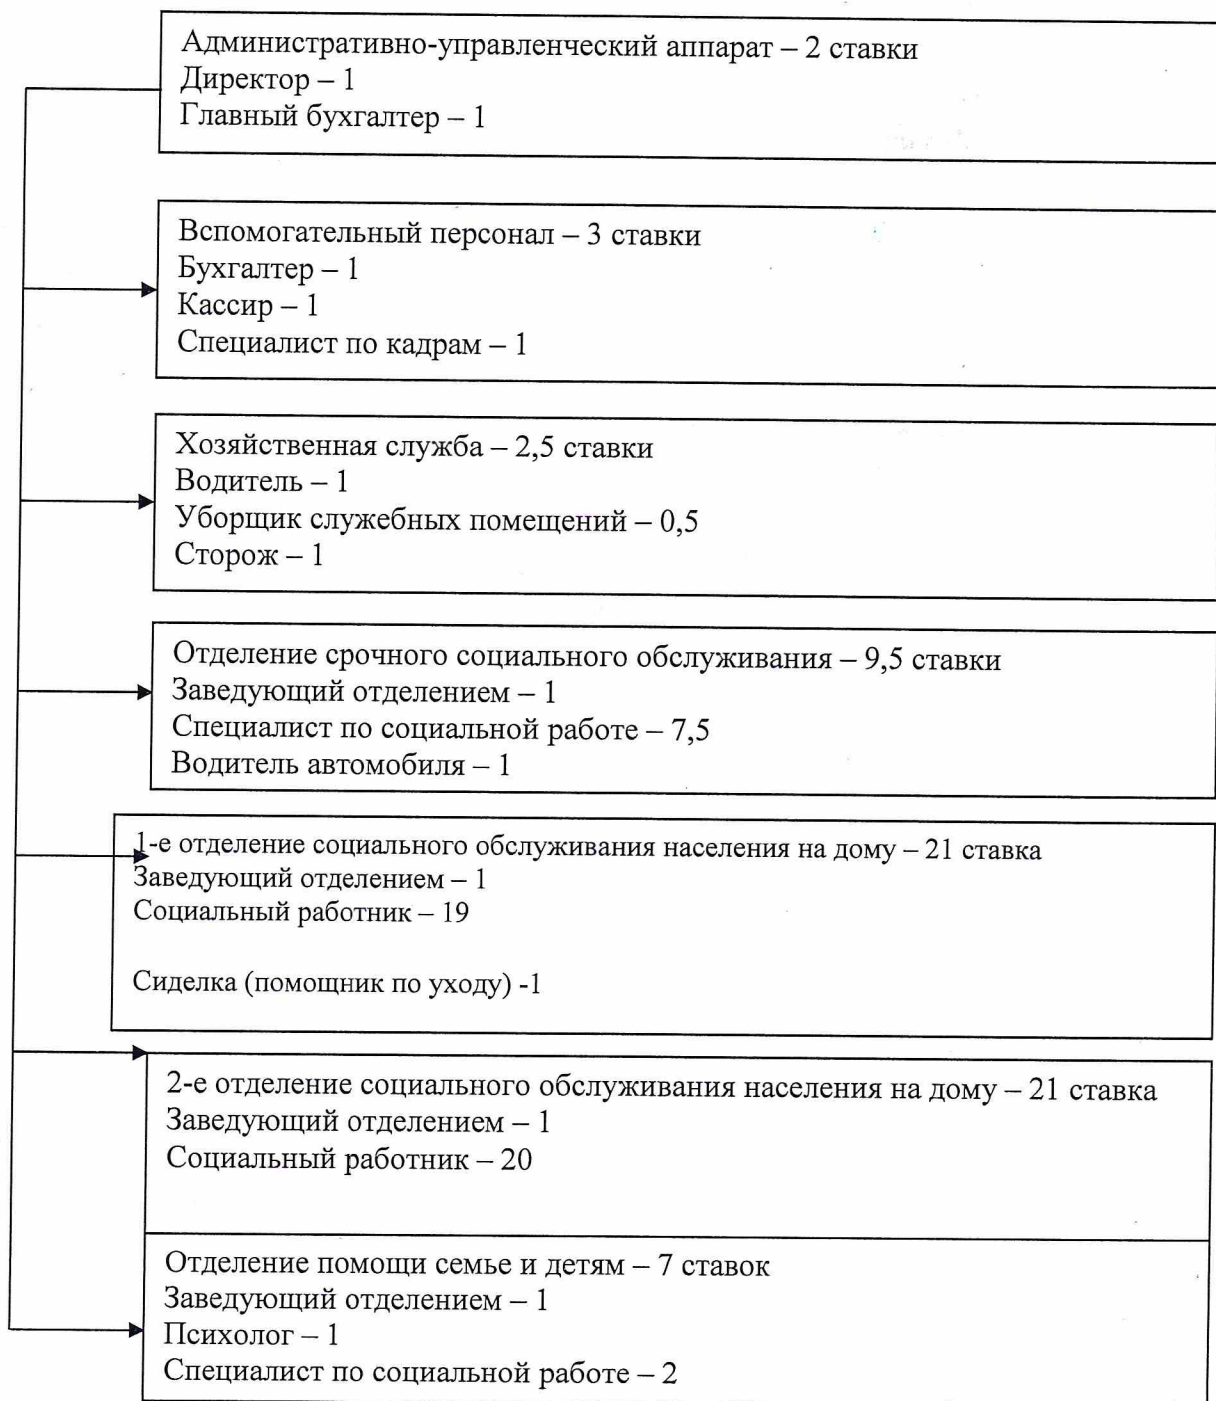 Административно-управленческий аппарат – 2 ставки
Директор – 1
Главный бухгалтер – 1
Вспомогательный персонал – 3 ставки
Бухгалтер – 1
Кассир – 1
Специалист по кадрам – 1
Хозяйственная служба – 2,5 ставки
Водитель – 1
Уборщик служебных помещений – 0,5
Сторож – 1
Отделение срочного социального обслуживания – 9,5 ставки
Заведующий отделением – 1
Специалист по социальной работе – 7,5
Водитель автомобиля – 1
1-е отделение социального обслуживания населения на дому – 21 ставка
Заведующий отделением – 1
Социальный работник – 19
Сиделка (помощник по уходу) -1
2-е отделение социального обслуживания населения на дому – 21 ставка
Заведующий отделением – 1
Социальный работник – 20
Отделение помощи семье и детям – 7 ставок
Заведующий отделением – 1
Психолог – 1
Специалист по социальной работе – 2